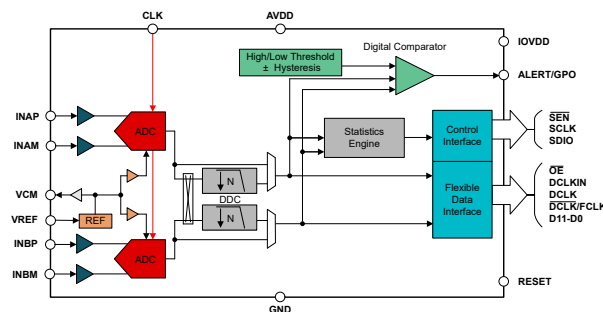 CLK
AVDD
IOVDD
High/Low Threshold
± Hysteresis
Digital Comparator
ALERT/GPO
INAP
INAM
ADC
Statistics
Engine
Control
Interface
SEN
SCLK
SDIO
N
DDC
N
Flexible
Data
Interface
OE
DCLKIN
DCLK
DCLK/FCLK
D11-D0
VCM
VREF
REF
INBP
INBM
ADC
RESET
GND